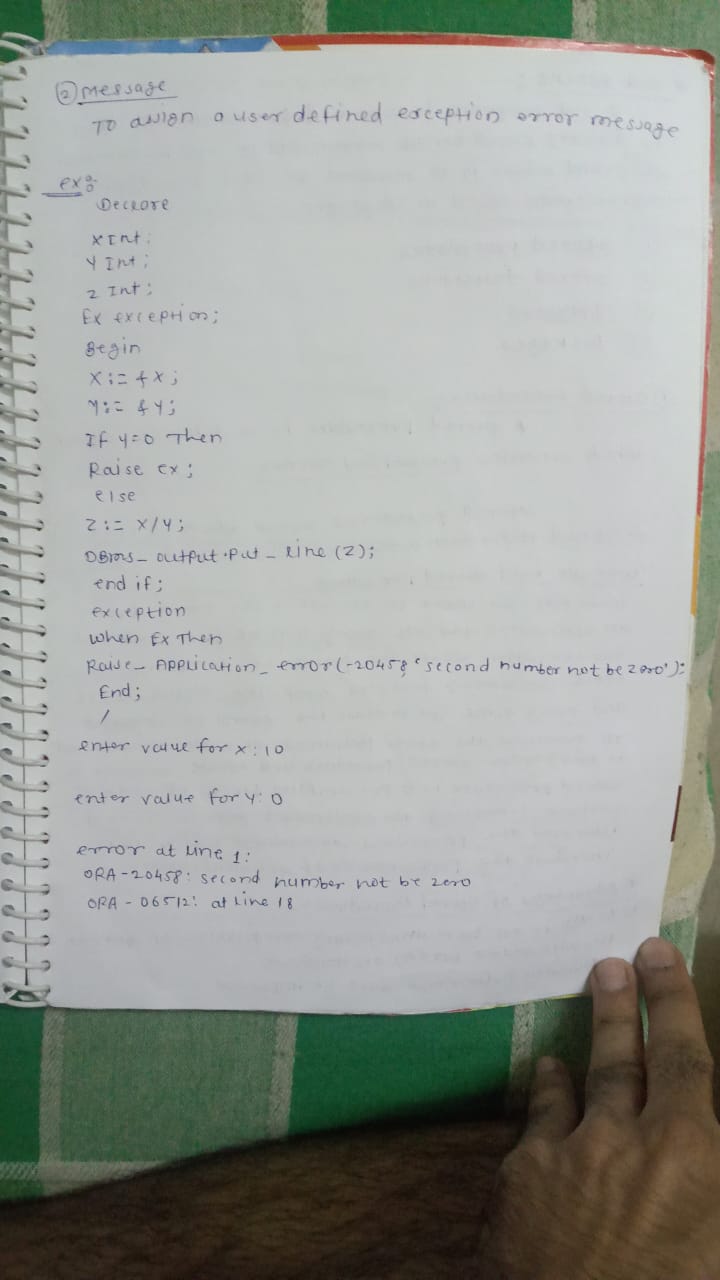 ② message
To assign a user defined exception error message
ex:-
Declare
X Int;
Y Int;
Z Int;
Ex exception;
Begin
X:= &X;
Y:= &Y;
If Y=0 Then
Raise ex;
else
Z:= X/Y;
DBms_output.put_line(Z);
end if;
exception
when Ex Then
Raise_Application_error(-20458,'second number not be zero');
End;
/
enter value for x: 10
enter value for Y: 0
error at line 1:
ORA-20458: second number not be zero
ORA-06512: at line 18